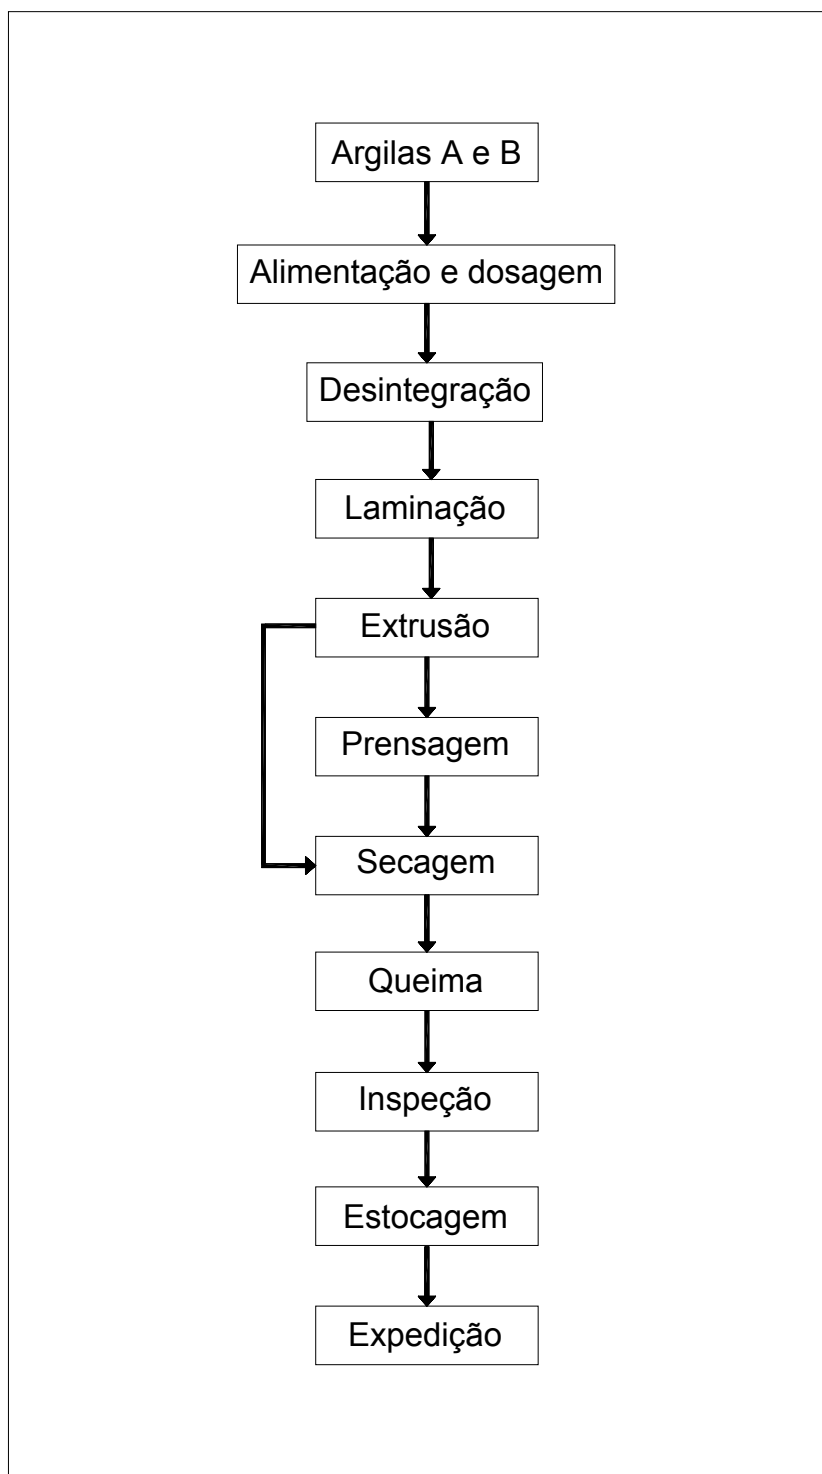 Argilas A e B
Alimentação e dosagem
Desintegração
Laminação
Extrusão
Prensagem
Secagem
Queima
Inspeção
Estocagem
Expedição